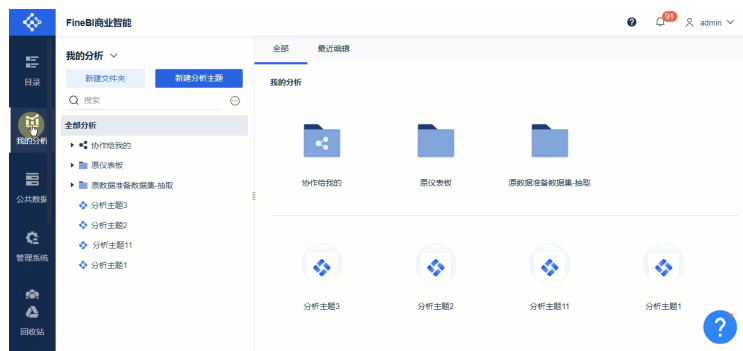 FineBI商业智能
91
admin
目录
我的分析
公共数据
管理系统
回收站
我的分析
新建文件夹
新建分析主题
搜索
全部分析
协作给我的
原仪表板
原数据准备数据集-抽取
分析主题3
分析主题2
分析主题11
分析主题1
全部
最近编辑
我的分析
协作给我的
原仪表板
原数据准备数据集-抽取
分析主题3
分析主题2
分析主题11
分析主题1